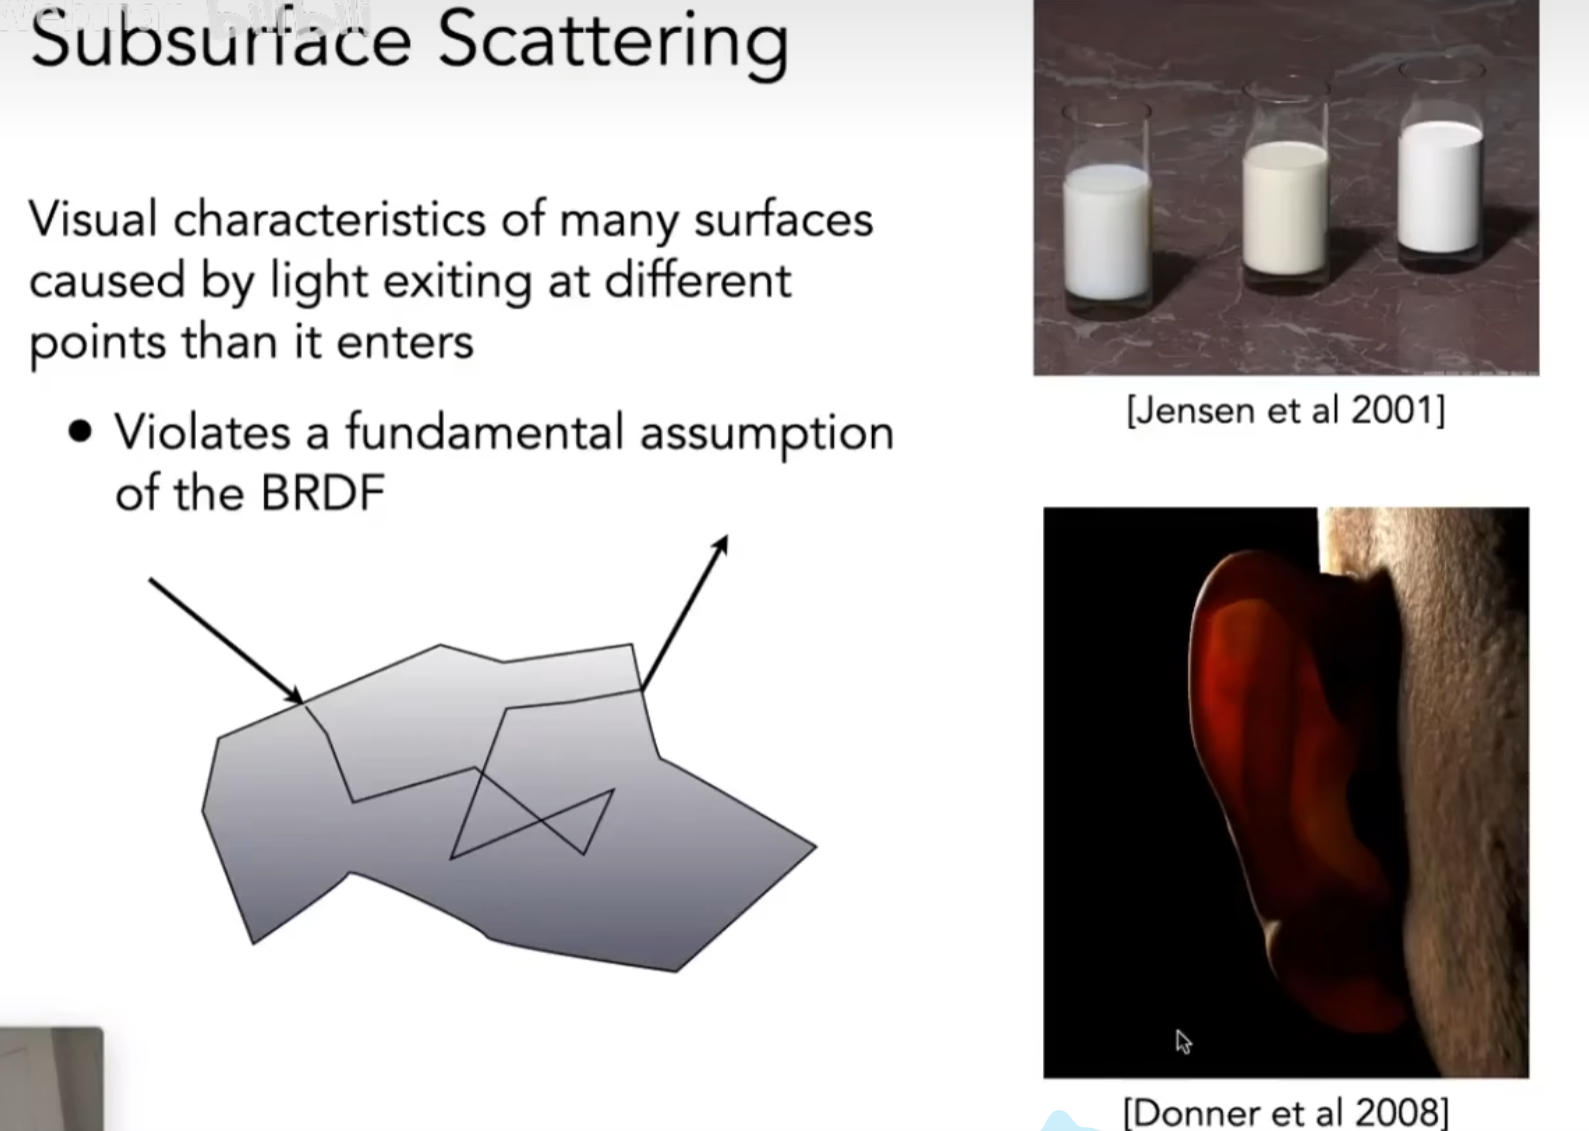 Subsurface Scattering
Visual characteristics of many surfaces
caused by light exiting at different
points than it enters
● Violates a fundamental assumption
of the BRDF
[Jensen et al 2001]
[Donner et al 2008]